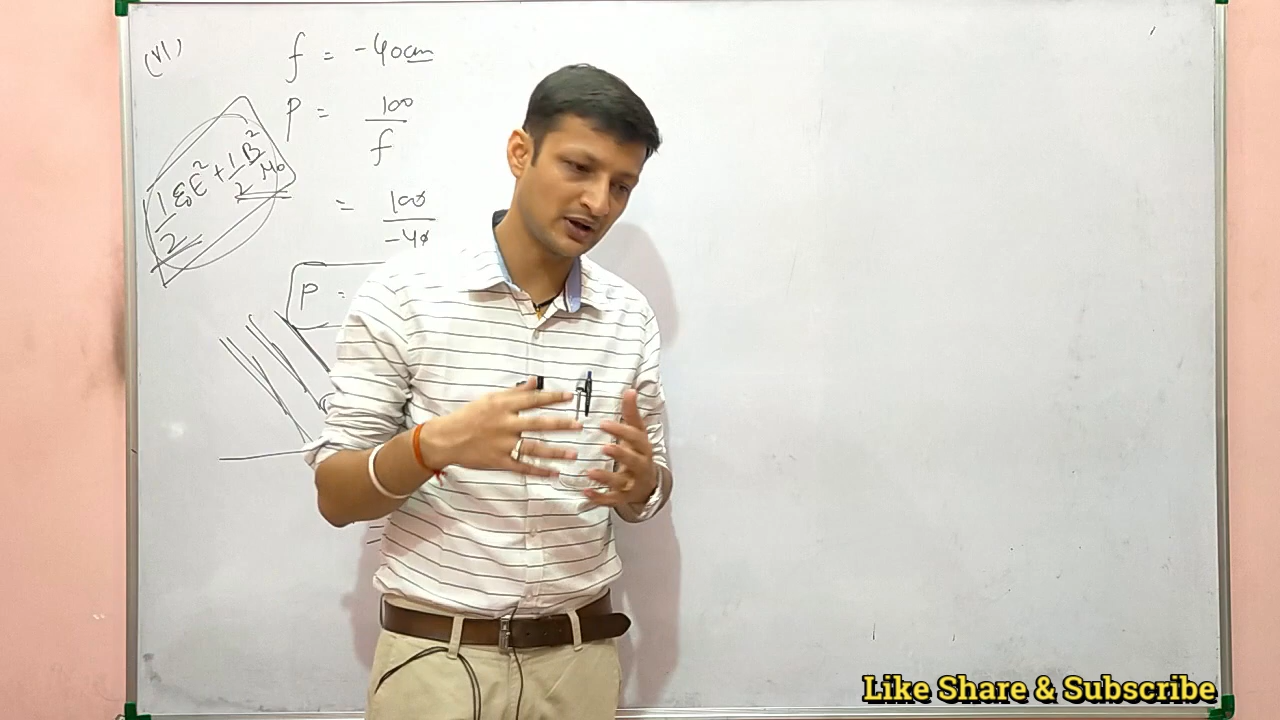 (VI)
f = -40cm
P = 100/f
1/2 ε₀E² + 1/2 B²/μ₀
= 100/-40
P =
Like Share & Subscribe